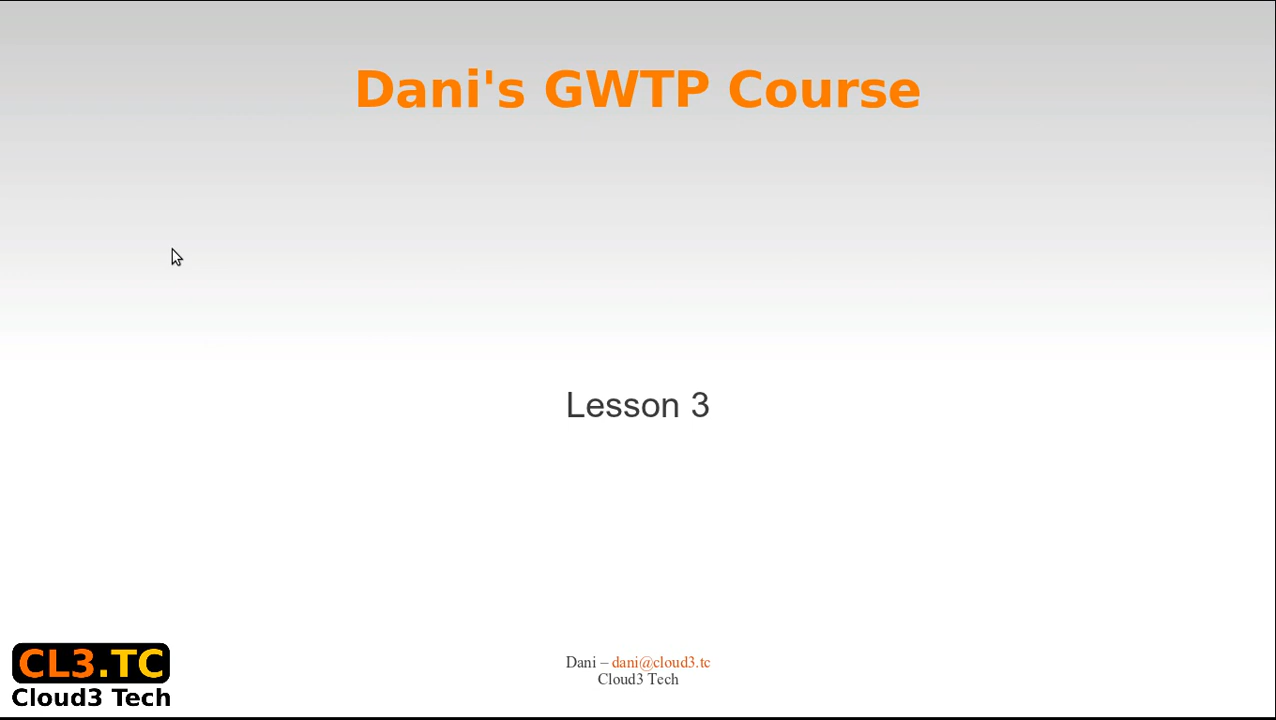 Dani's GWTP Course
Lesson 3
CL3.TC
Cloud3 Tech
Dani – dani@cloud3.tc
Cloud3 Tech